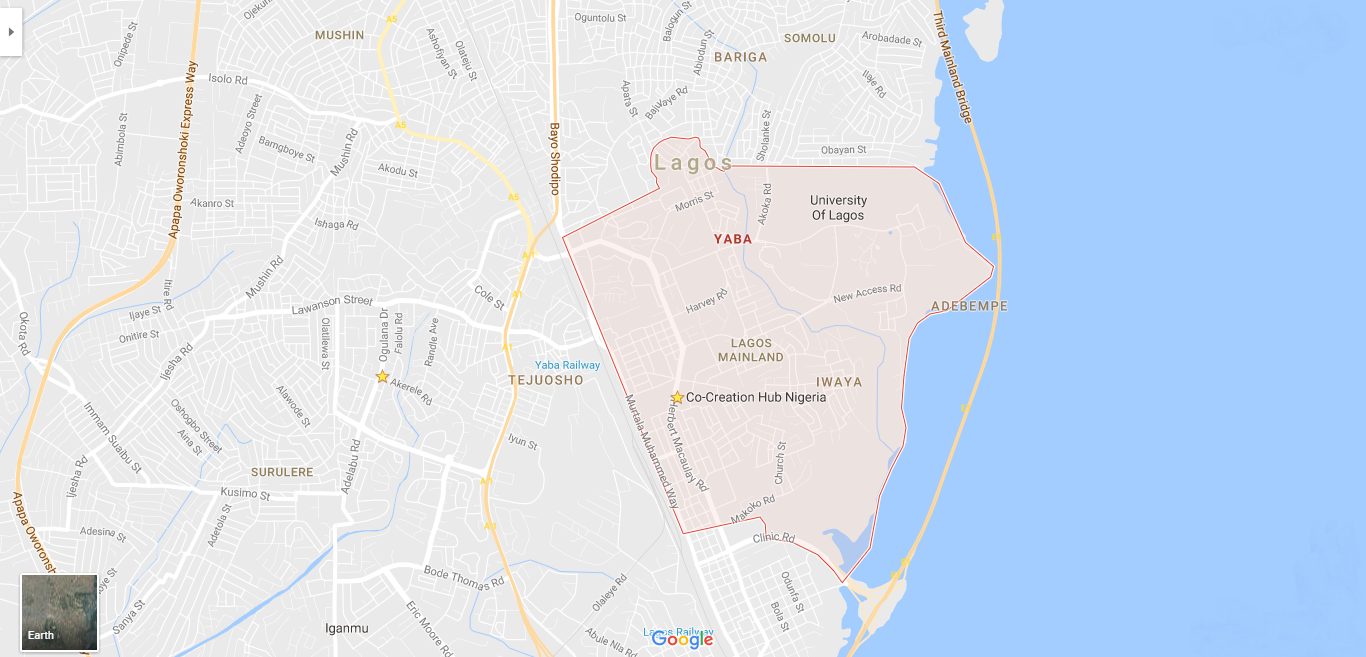 Ojekun
Onipede St
MUSHIN
A5
Oguntolu St
Balogun St
SOMOLU
Arobadade St
Third Mainland Bridge
Ashofiyan St
Olateju St
Abiodun St
BARIGA
Isolo Rd
Ilaje Rd
Apapa Oworonshoki Express Way
Adeoyo Street
Apara St
Bajulaye Rd
Abimbola St
A5
Mushin Rd
Bayo Shodipo
Sholanke St
Bamgboye St
Obayan St
Akodu St
Lagos
Akanro St
A5
Morris St
Akoka Rd
University
Of Lagos
Ishaga Rd
YABA
A1
Mushin Rd
Itire Rd
Cole St
A1
Harvey Rd
New Access Rd
Lawanson Street
ADEBEMPE
Ijaye St
Okota Rd
Onitire St
Olatilewa St
Ogulana Dr
Falolu Rd
Randle Ave
A1
LAGOS
MAINLAND
Ijesha Rd
Yaba Railway
TEJUOSHO
IWAYA
Akerele Rd
Alawode St
Co-Creation Hub Nigeria
Immam Suaibu St
Oshogbo Street
Aina St
Murtala Muhammed Way
Herbert Macaulay Rd
Iyun St
Church St
Ijesha Rd
SURULERE
Adelabu Rd
A1
Kusimo St
Apapa Oworonsh
Adetola St
Makoko Rd
Adesina St
A1
Clinic Rd
Bode Thomas Rd
Olaleye Rd
Odunfa St
Bola St
Sanya St
Earth
Iganmu
Eric Moore Rd
Abule Nla Rd
Lagos Railway
Google